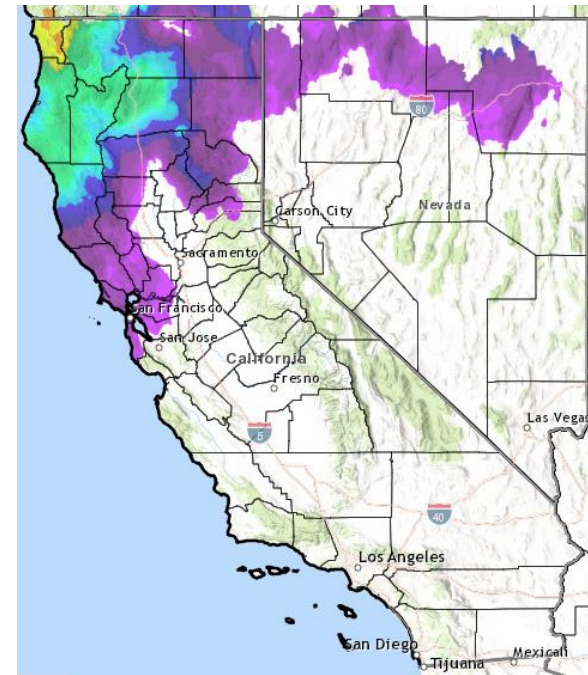 80
Carson City
Nevada
Sacramento
San Francisco
San Jose
California
Fresno
Las Vegas
5
40
Los Angeles
San Diego
Tijuana
Mexicali